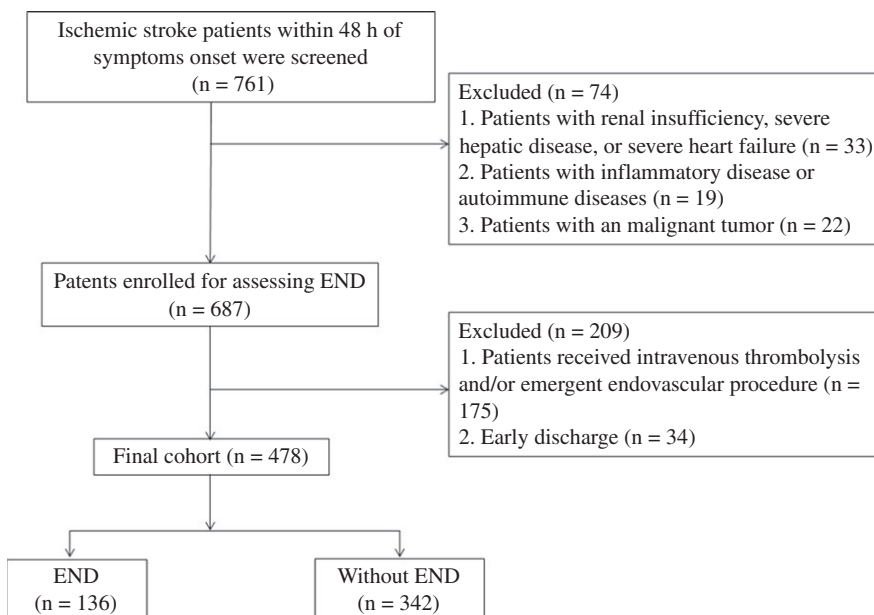 Ischemic stroke patients within 48 h of
symptoms onset were screened
(n = 761)
Excluded (n = 74)
1. Patients with renal insufficiency, severe
hepatic disease, or severe heart failure (n = 33)
2. Patients with inflammatory disease or
autoimmune diseases (n = 19)
3. Patients with an malignant tumor (n = 22)
Patents enrolled for assessing END
(n = 687)
Excluded (n = 209)
1. Patients received intravenous thrombolysis
and/or emergent endovascular procedure (n =
175)
2. Early discharge (n = 34)
Final cohort (n = 478)
END
(n = 136)
Without END
(n = 342)